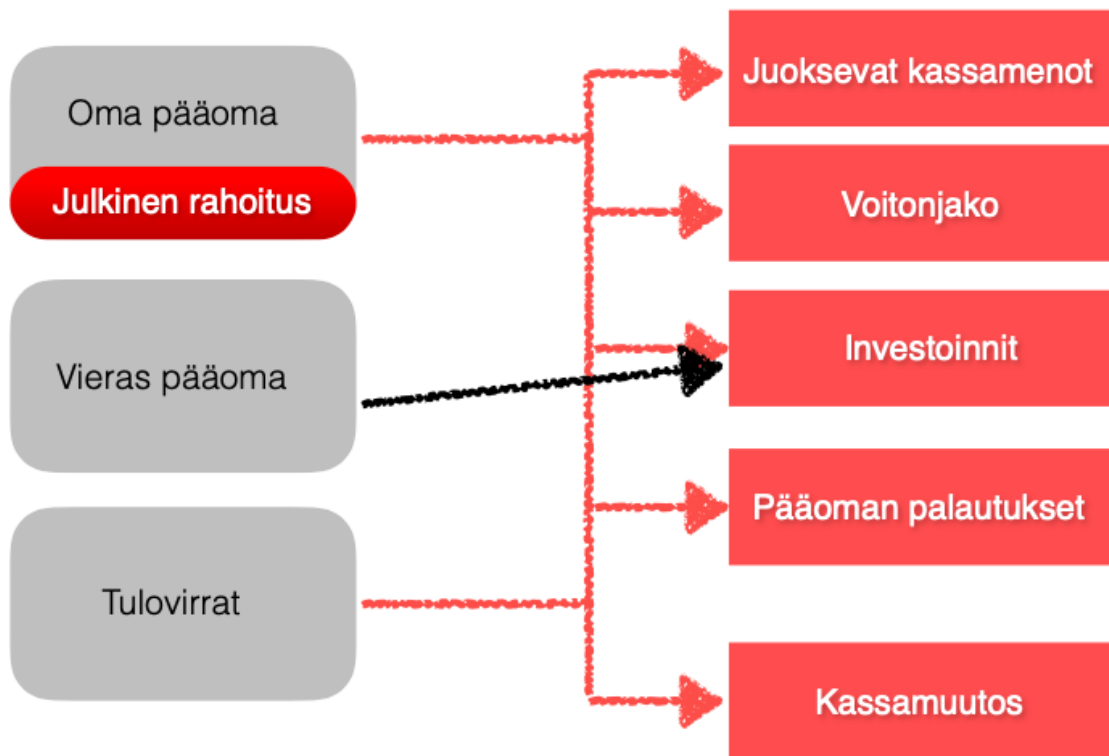 Oma pääoma
Julkinen rahoitus
Vieras pääoma
Tulovirrat
Juoksevat kassamenot
Voitonjako
Investoinnit
Pääoman palautukset
Kassamuutos